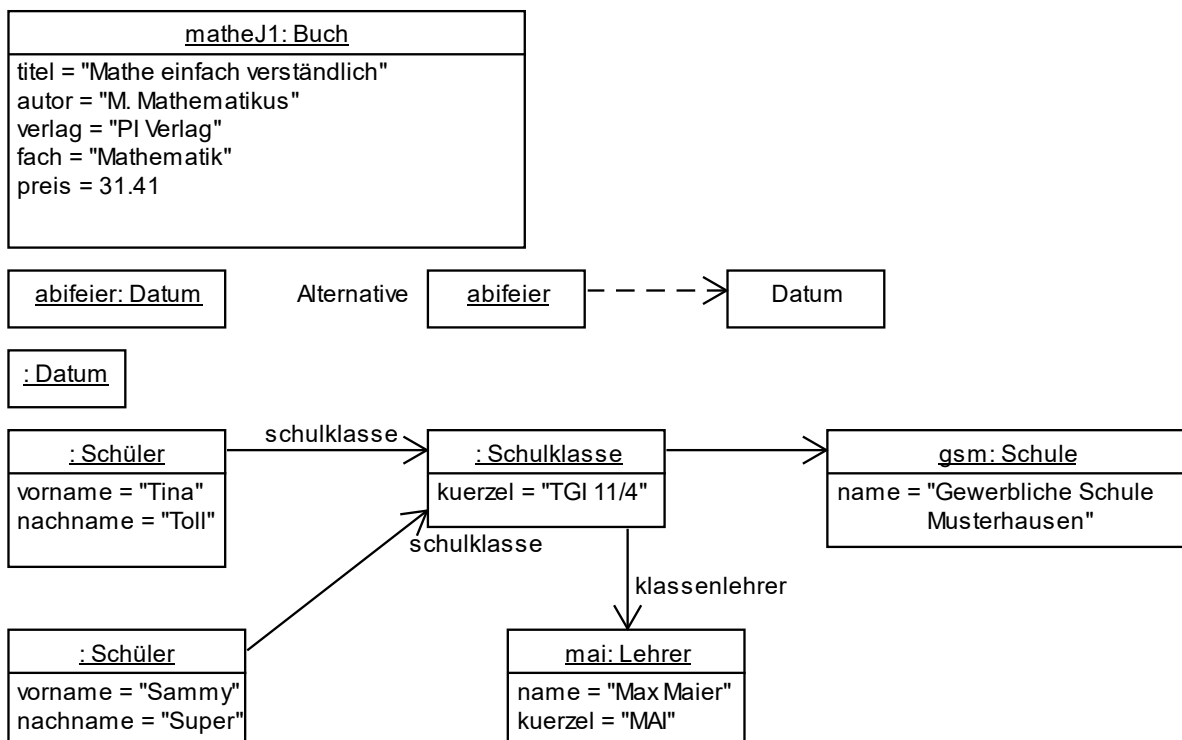 matheJ1: Buch
titel = "Mathe einfach verständlich"
autor = "M. Mathematikus"
verlag = "PI Verlag"
fach = "Mathematik"
preis = 31.41
abifeier: Datum
Alternative
abifeier
Datum
: Datum
: Schüler
vorname = "Tina"
nachname = "Toll"
schulklasse
: Schulklasse
kuerzel = "TGI 11/4"
gsm: Schule
name = "Gewerbliche Schule
Musterhausen"
schulklasse
klassenlehrer
: Schüler
vorname = "Sammy"
nachname = "Super"
mai: Lehrer
name = "Max Maier"
kuerzel = "MAI"